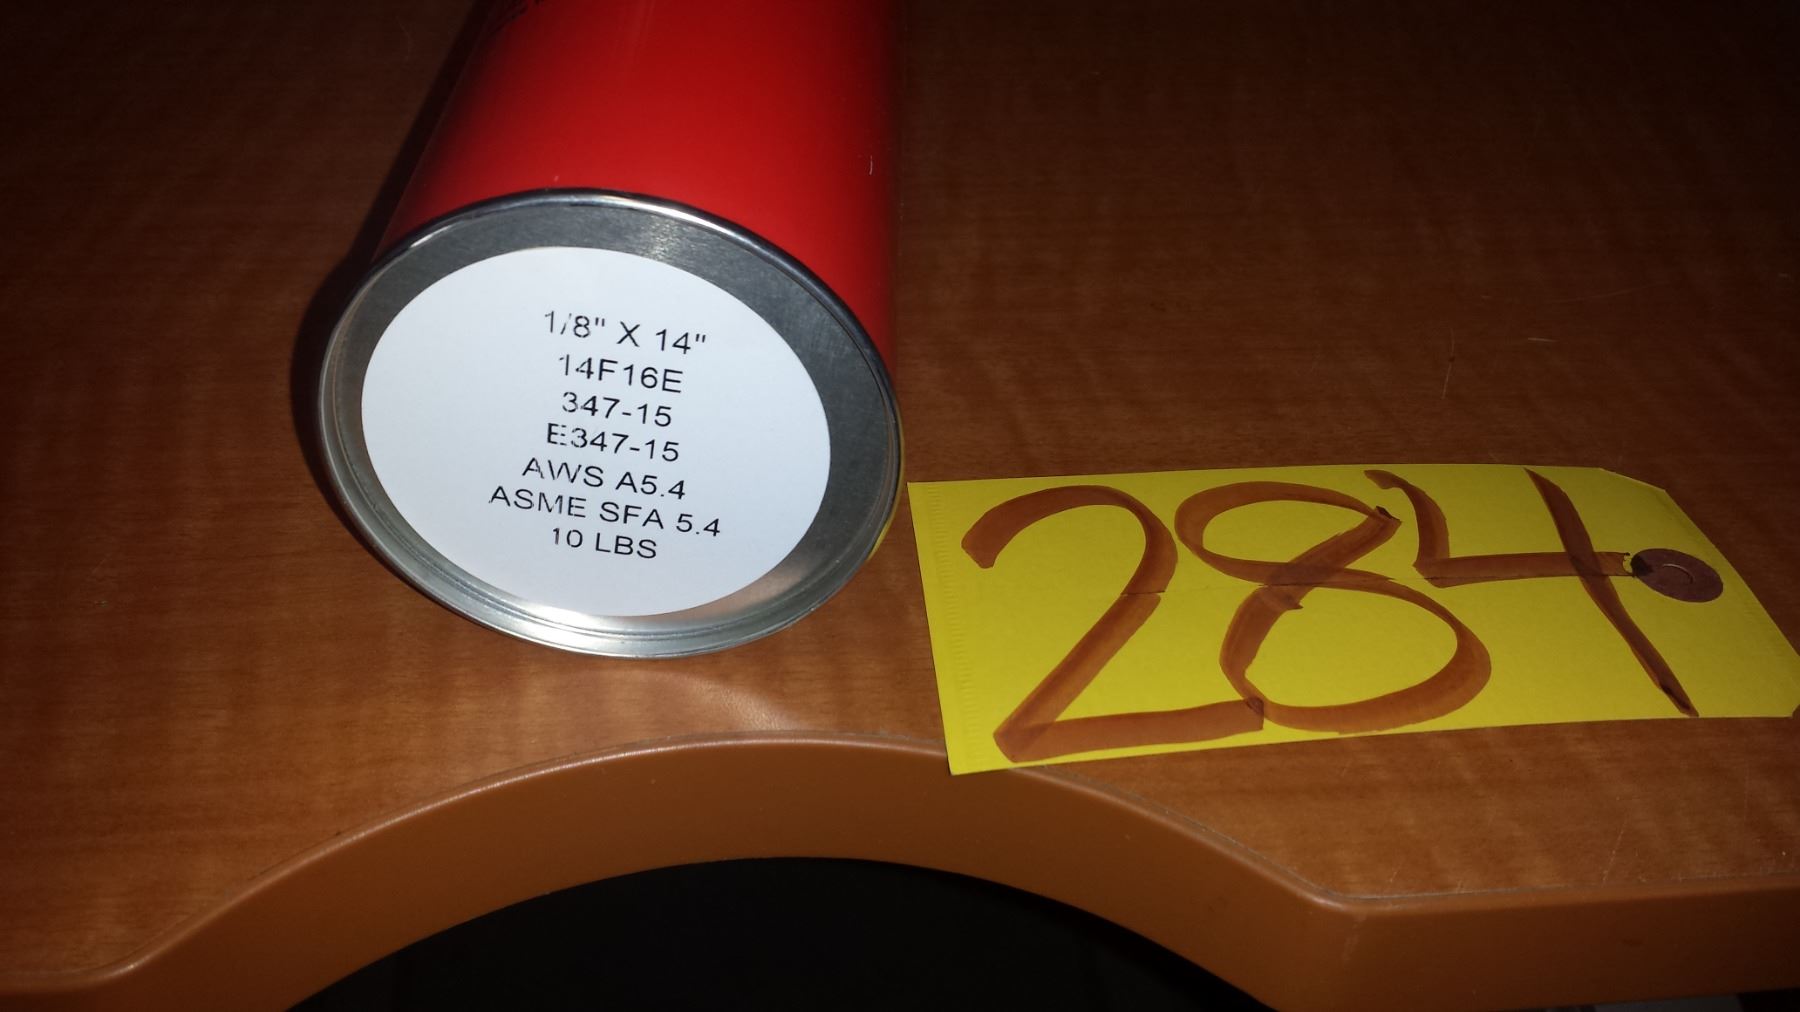 1/8" X 14"
14F16E
347-15
E347-15
AWS A5.4
ASME SFA 5.4
10 LBS
284